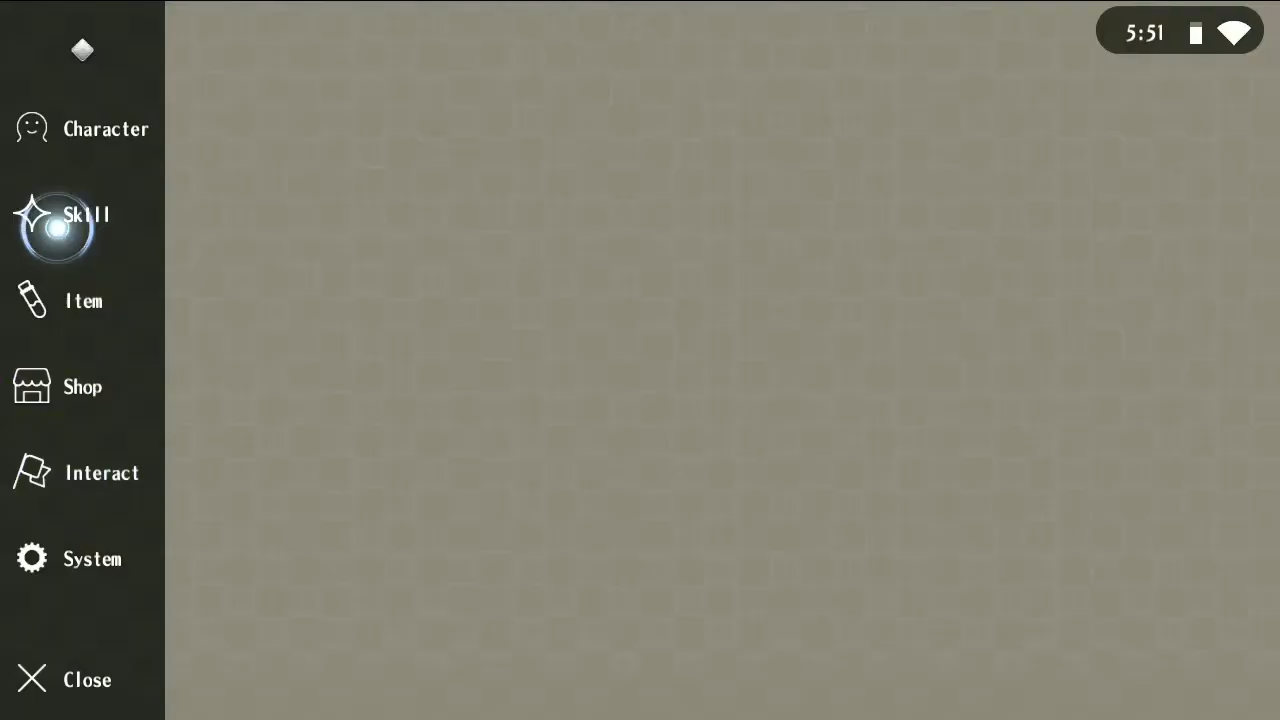 5:51
Character
Skill
Item
Shop
Interact
System
Close